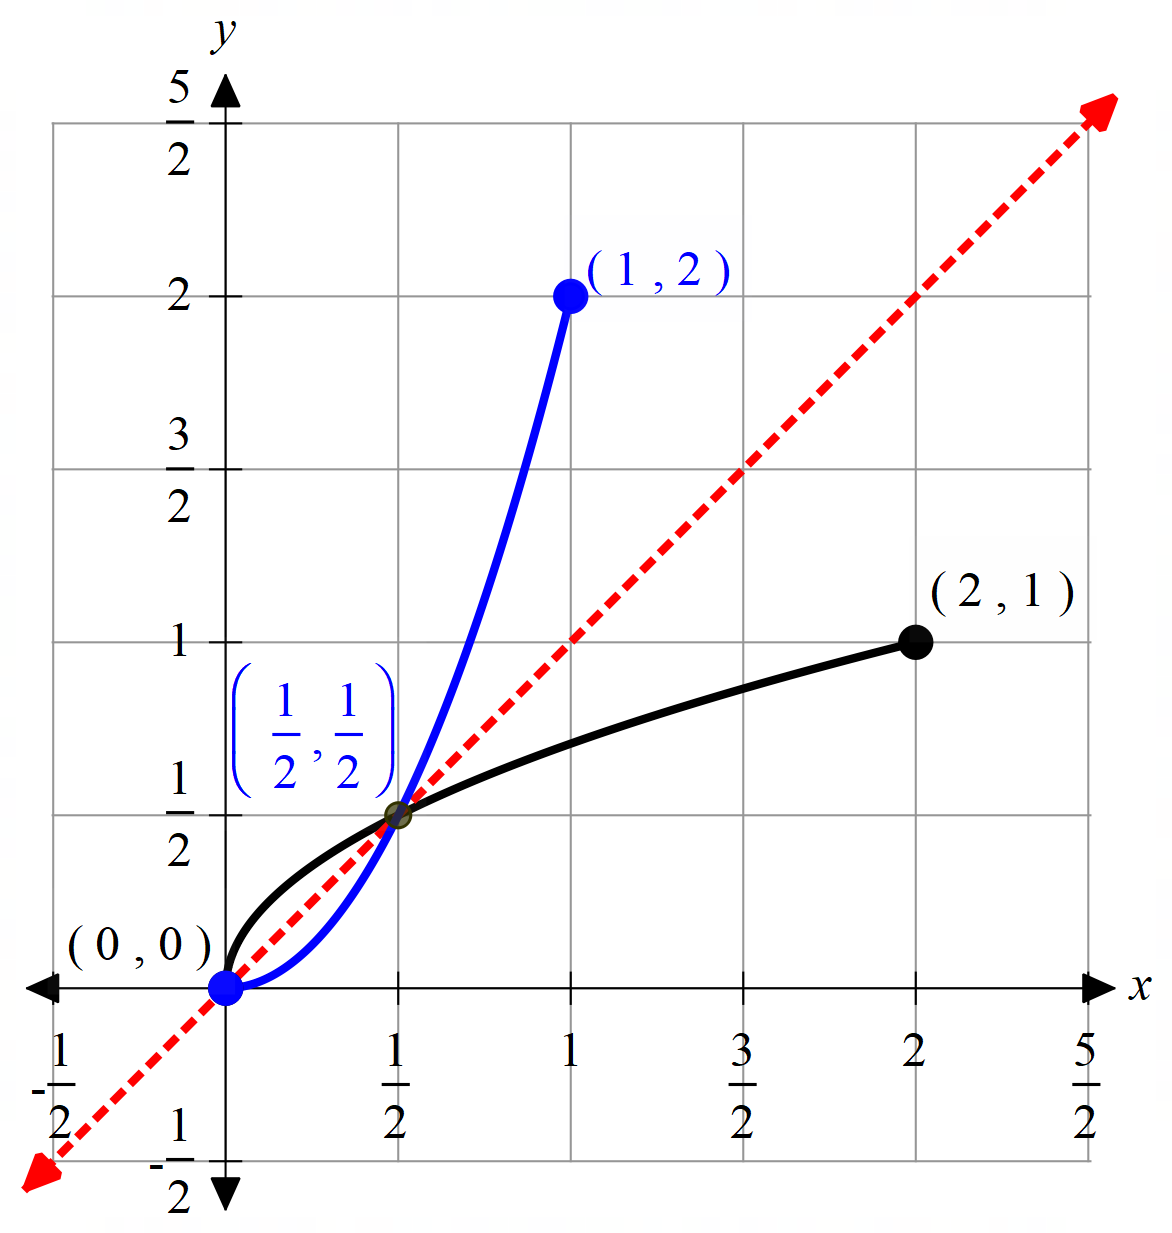 y
5/2
2
( 1 , 2 )
3/2
( 2 , 1 )
1
( 1/2 , 1/2 )
1/2
( 0 , 0 )
x
-1/2 1/2 1 3/2 2 5/2
-1/2